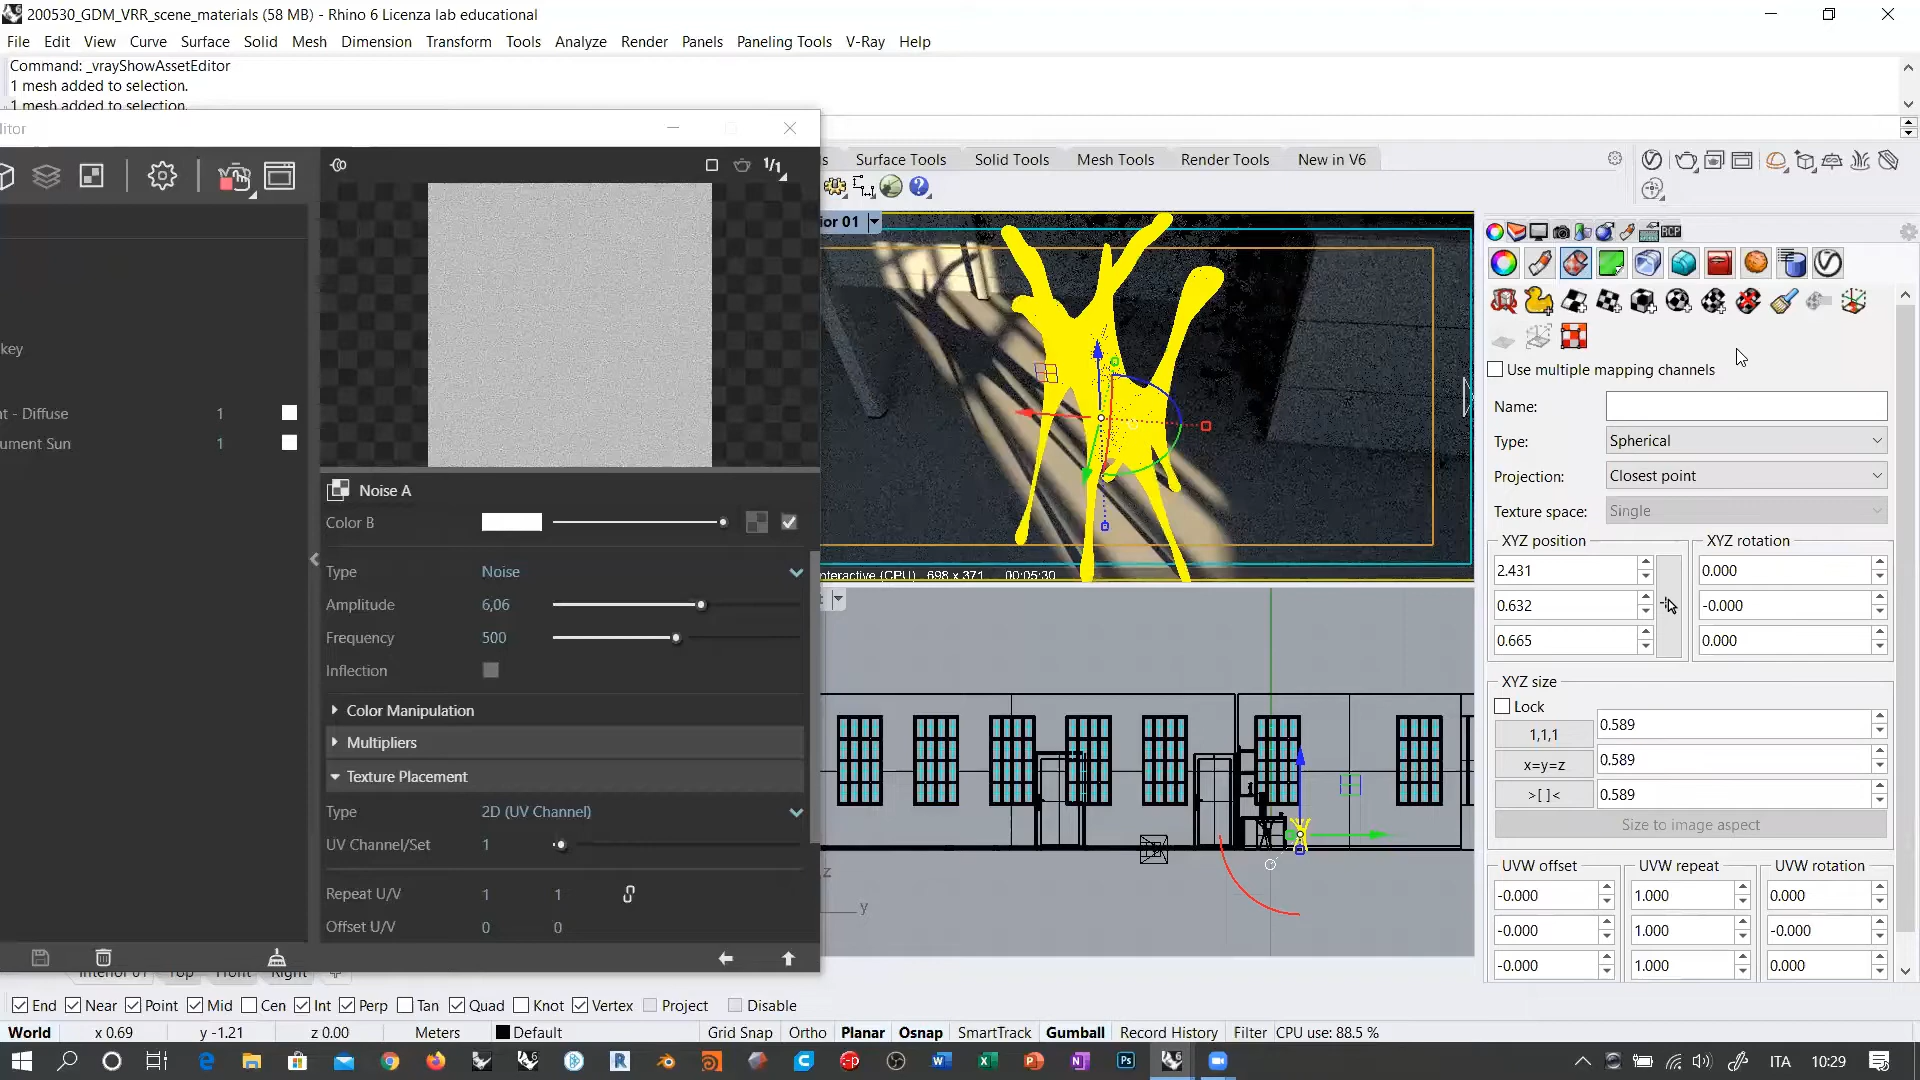 200530_GDM_VRR_scene_materials (58 MB) - Rhino 6 Licenza lab educational
File Edit View Curve Surface Solid Mesh Dimension Transform Tools Analyze Render Panels Paneling Tools V-Ray Help
Command: _vrayShowAssetEditor
1 mesh added to selection.
1 mesh added to selection.
itor
1/1
key
nt - Diffuse 1
ument Sun 1
Noise A
Color B
Type Noise
Amplitude 6,06
Frequency 500
Inflection
Color Manipulation
Multipliers
Texture Placement
Type 2D (UV Channel)
UV Channel/Set 1
Repeat U/V 1 1
Offset U/V 0 0
s Surface Tools Solid Tools Mesh Tools Render Tools New in V6
ior 01
nteractive (CPU) 698 x 371 00:05:30
z
y
RCP
Use multiple mapping channels
Name:
Type: Spherical
Projection: Closest point
Texture space: Single
XYZ position XYZ rotation
2.431 0.000
0.632 -0.000
0.665 0.000
XYZ size
Lock
1,1,1 0.589
x=y=z 0.589
>[ ]< 0.589
Size to image aspect
UVW offset UVW repeat UVW rotation
-0.000 1.000 0.000
-0.000 1.000 -0.000
-0.000 1.000 0.000
Interior 01 Top Front Right
End Near Point Mid Cen Int Perp Tan Quad Knot Vertex Project Disable
World x 0.69 y -1.21 z 0.00 Meters Default Grid Snap Ortho Planar Osnap SmartTrack Gumball Record History Filter CPU use: 88.5 %
ITA 10:29